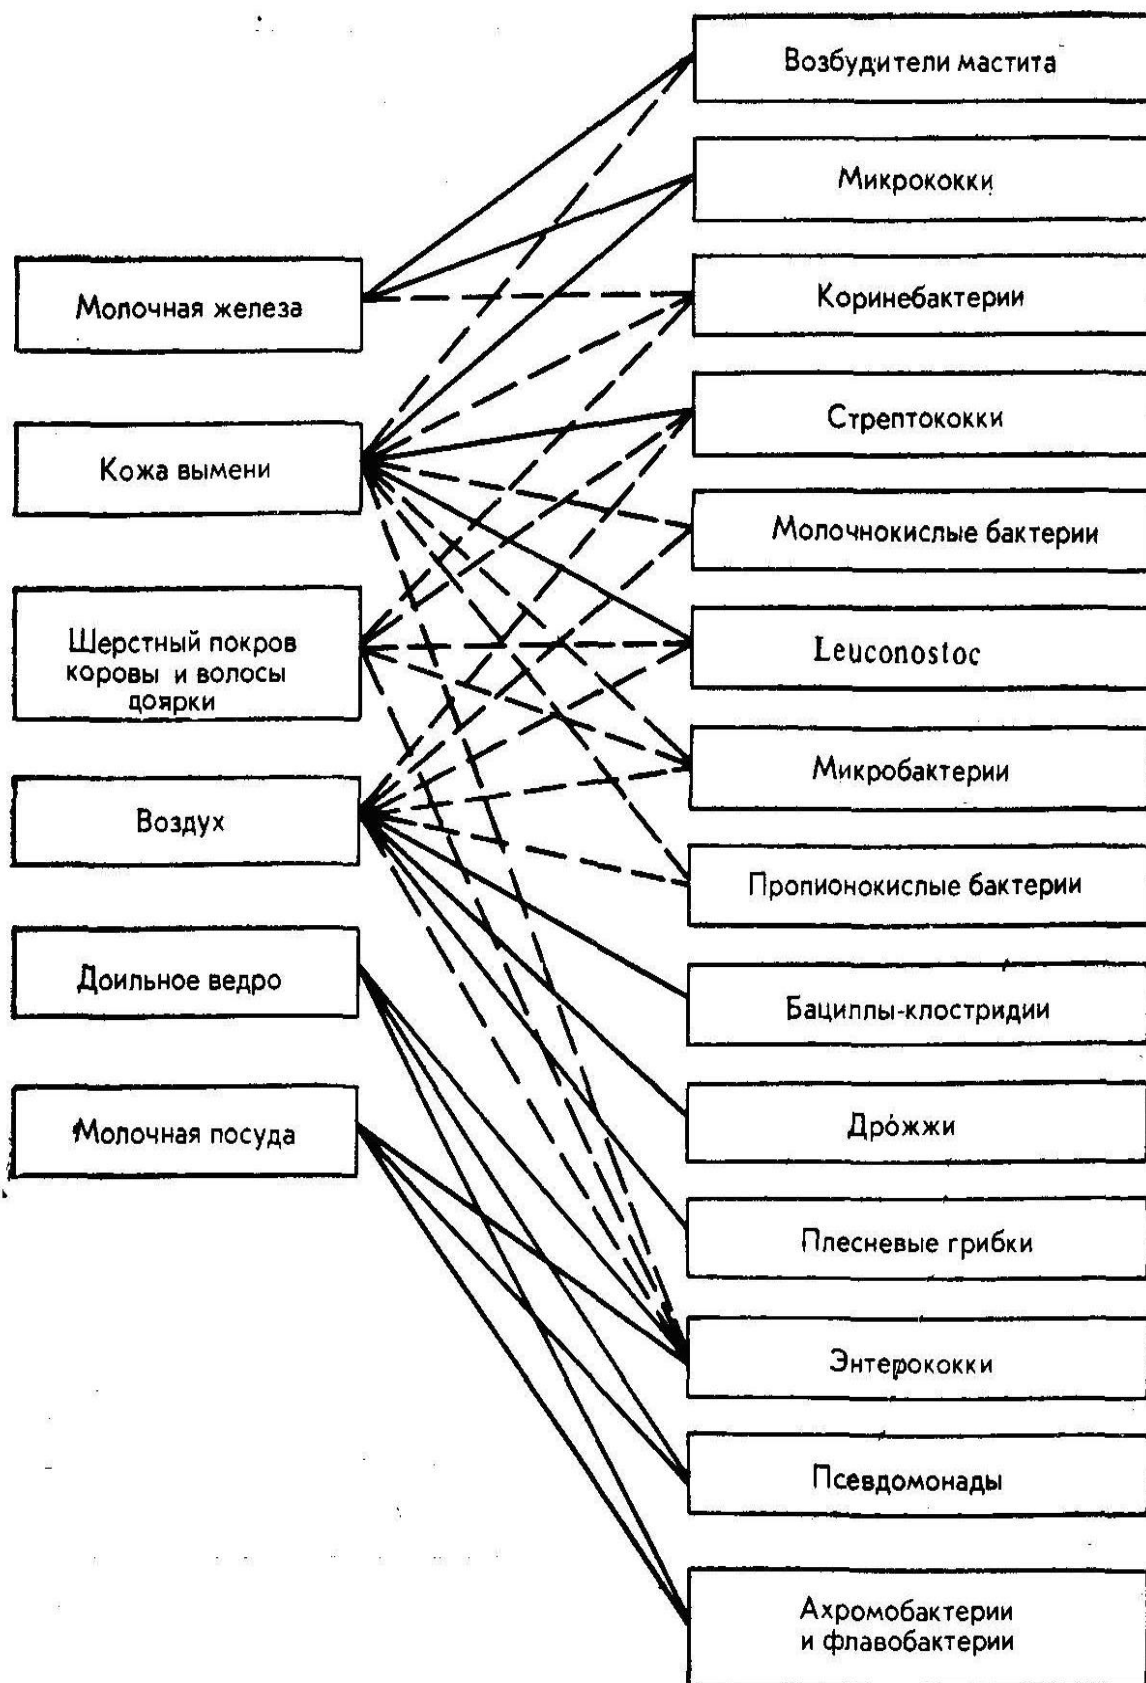 Возбудители мастита
Микрококки
Молочная железа
Коринебактерии
Стрептококки
Кожа вымени
Молочнокислые бактерии
Шерстный покров
коровы и волосы
доярки
Leuconostoc
Микробактерии
Воздух
Пропионокислые бактерии
Доильное ведро
Бациллы-клостридии
Молочная посуда
Дрожжи
Плесневые грибки
Энтерококки
Псевдомонады
Ахромобактерии
и флавобактерии